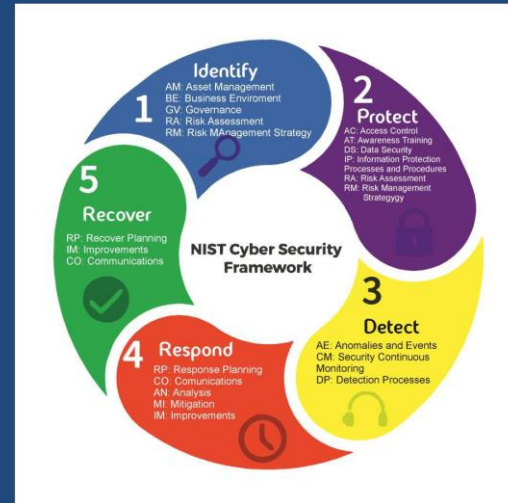 1
Identify
AM: Asset Management
BE: Business Enviroment
GV: Governance
RA: Risk Assessment
RM: Risk MAnagement Strategy
2
Protect
AC: Access Control
AT: Awareness Training
DS: Data Security
IP: Information Protection
Processes and Procedures
RA: Risk Assessment
RM: Risk Management
Strategygy
3
Detect
AE: Anomalies and Events
CM: Security Continuous
Monitoring
DP: Detection Processes
4
Respond
RP: Response Planning
CO: Comunications
AN: Analysis
MI: Mitigation
IM: Improvements
5
Recover
RP: Recover Planning
IM: Improvements
CO: Communications
NIST Cyber Security
Framework